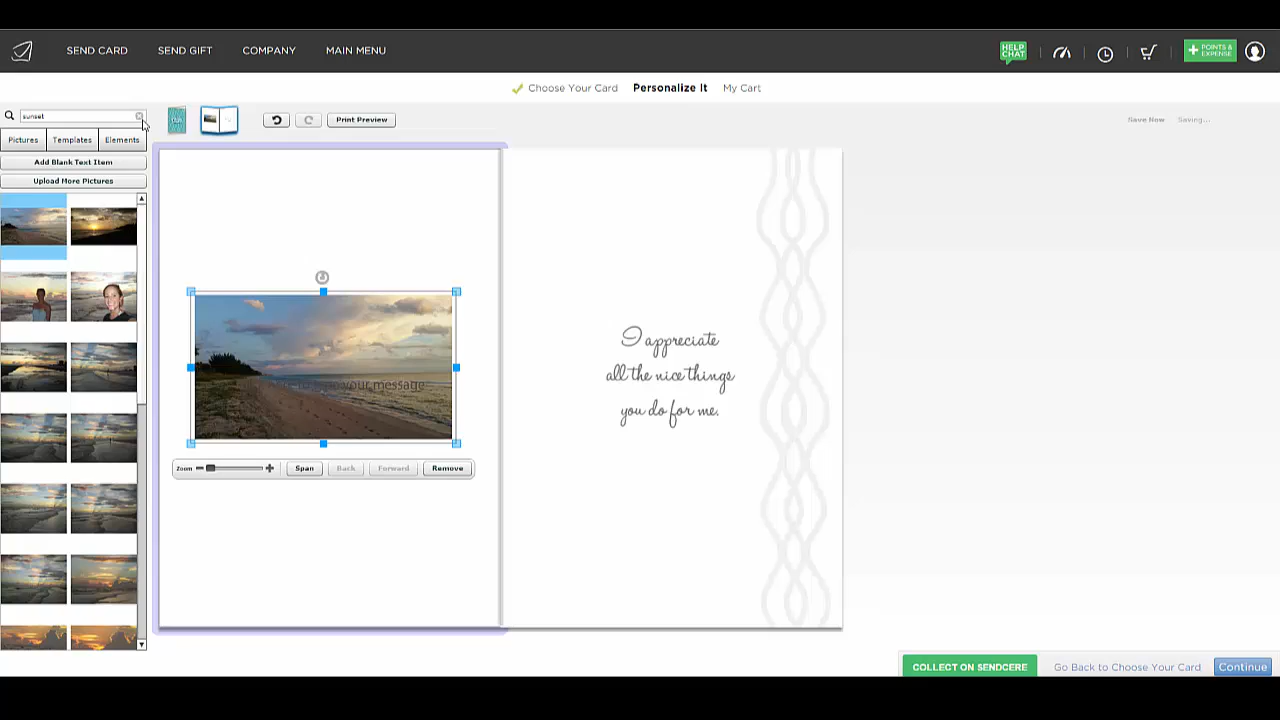 SEND CARD SEND GIFT COMPANY MAIN MENU
HELP
CHAT
+ POINTS &
EXPENSE
Choose Your Card Personalize It My Cart
sunset
Print Preview
Save Now Saving...
Pictures Templates Elements
Add Blank Text Item
Upload More Pictures
your message
Zoom Span Back Forward Remove
I appreciate
all the nice things
you do for me.
COLLECT ON SENDCERE Go Back to Choose Your Card Continue